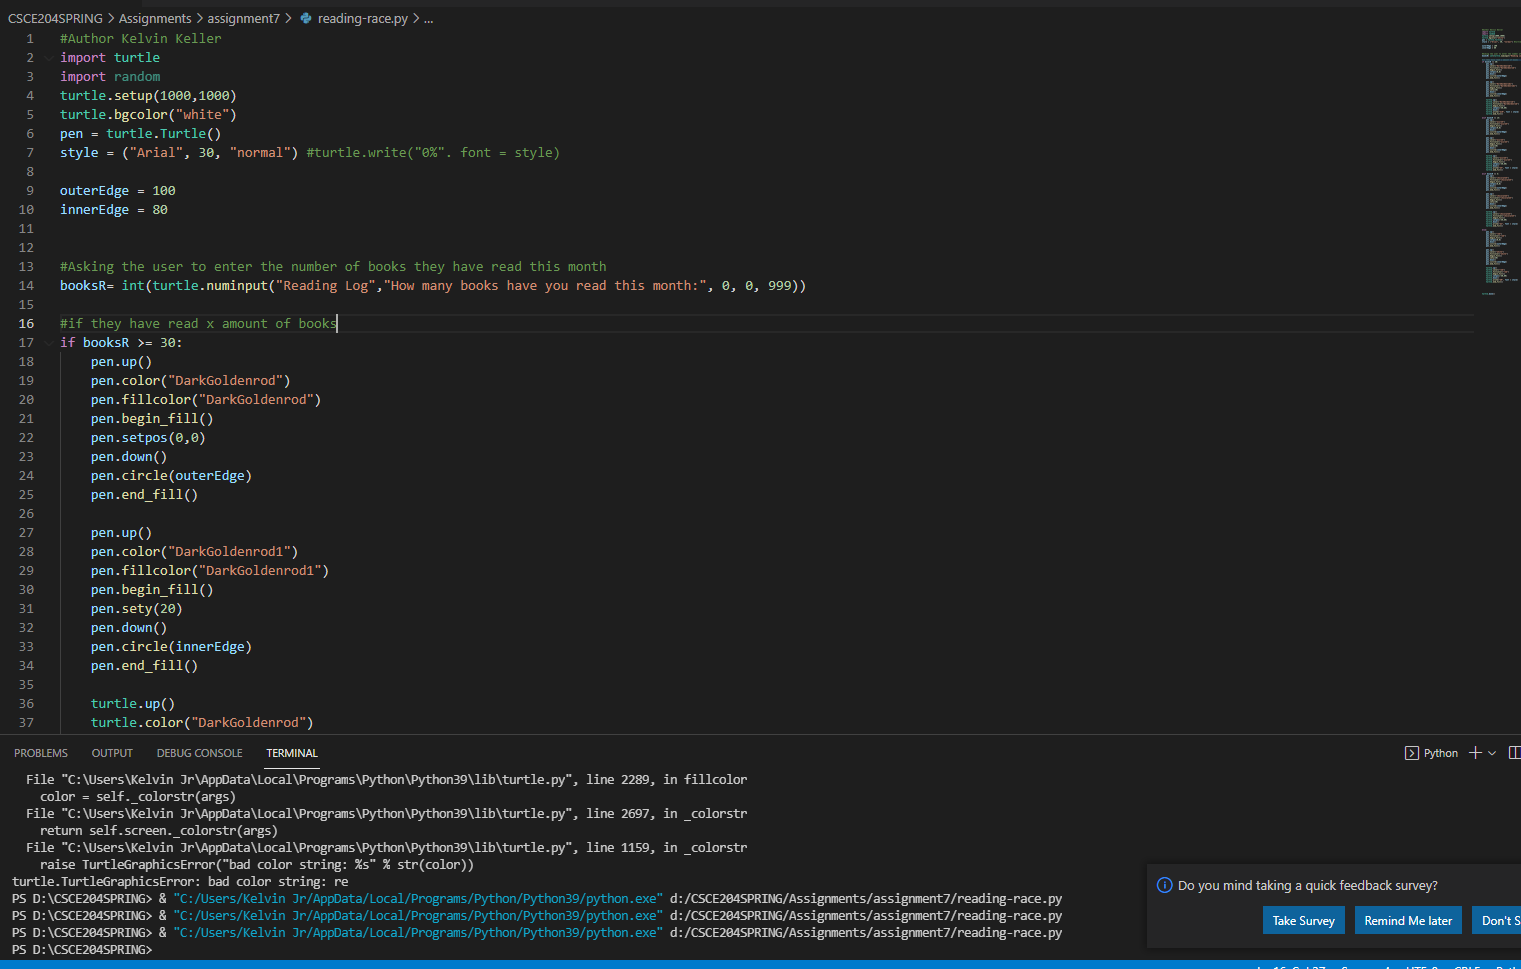 CSCE204SPRING > Assignments > assignment7 > reading-race.py > ...
1 #Author Kelvin Keller
2 import turtle
3 import random
4 turtle.setup(1000,1000)
5 turtle.bgcolor("white")
6 pen = turtle.Turtle()
7 style = ("Arial", 30, "normal") #turtle.write("0%". font = style)
8
9 outerEdge = 100
10 innerEdge = 80
11
12
13 #Asking the user to enter the number of books they have read this month
14 booksR= int(turtle.numinput("Reading Log","How many books have you read this month:", 0, 0, 999))
15
16 #if they have read x amount of books
17 if booksR >= 30:
18 pen.up()
19 pen.color("DarkGoldenrod")
20 pen.fillcolor("DarkGoldenrod")
21 pen.begin_fill()
22 pen.setpos(0,0)
23 pen.down()
24 pen.circle(outerEdge)
25 pen.end_fill()
26
27 pen.up()
28 pen.color("DarkGoldenrod1")
29 pen.fillcolor("DarkGoldenrod1")
30 pen.begin_fill()
31 pen.sety(20)
32 pen.down()
33 pen.circle(innerEdge)
34 pen.end_fill()
35
36 turtle.up()
37 turtle.color("DarkGoldenrod")
PROBLEMS OUTPUT DEBUG CONSOLE TERMINAL Python
File "C:\Users\Kelvin Jr\AppData\Local\Programs\Python\Python39\lib\turtle.py", line 2289, in fillcolor
color = self._colorstr(args)
File "C:\Users\Kelvin Jr\AppData\Local\Programs\Python\Python39\lib\turtle.py", line 2697, in _colorstr
return self.screen._colorstr(args)
File "C:\Users\Kelvin Jr\AppData\Local\Programs\Python\Python39\lib\turtle.py", line 1159, in _colorstr
raise TurtleGraphicsError("bad color string: %s" % str(color))
turtle.TurtleGraphicsError: bad color string: re
PS D:\CSCE204SPRING> & "C:/Users/Kelvin Jr/AppData/Local/Programs/Python/Python39/python.exe" d:/CSCE204SPRING/Assignments/assignment7/reading-race.py
PS D:\CSCE204SPRING> & "C:/Users/Kelvin Jr/AppData/Local/Programs/Python/Python39/python.exe" d:/CSCE204SPRING/Assignments/assignment7/reading-race.py
PS D:\CSCE204SPRING> & "C:/Users/Kelvin Jr/AppData/Local/Programs/Python/Python39/python.exe" d:/CSCE204SPRING/Assignments/assignment7/reading-race.py
PS D:\CSCE204SPRING>
Do you mind taking a quick feedback survey?
Take Survey Remind Me later Don't S